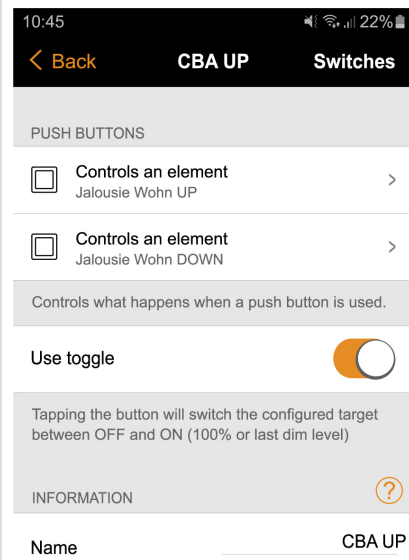 10:45 22%
Back CBA UP Switches
PUSH BUTTONS
Controls an element
Jalousie Wohn UP
Controls an element
Jalousie Wohn DOWN
Controls what happens when a push button is used.
Use toggle
Tapping the button will switch the configured target
between OFF and ON (100% or last dim level)
INFORMATION ?
Name CBA UP